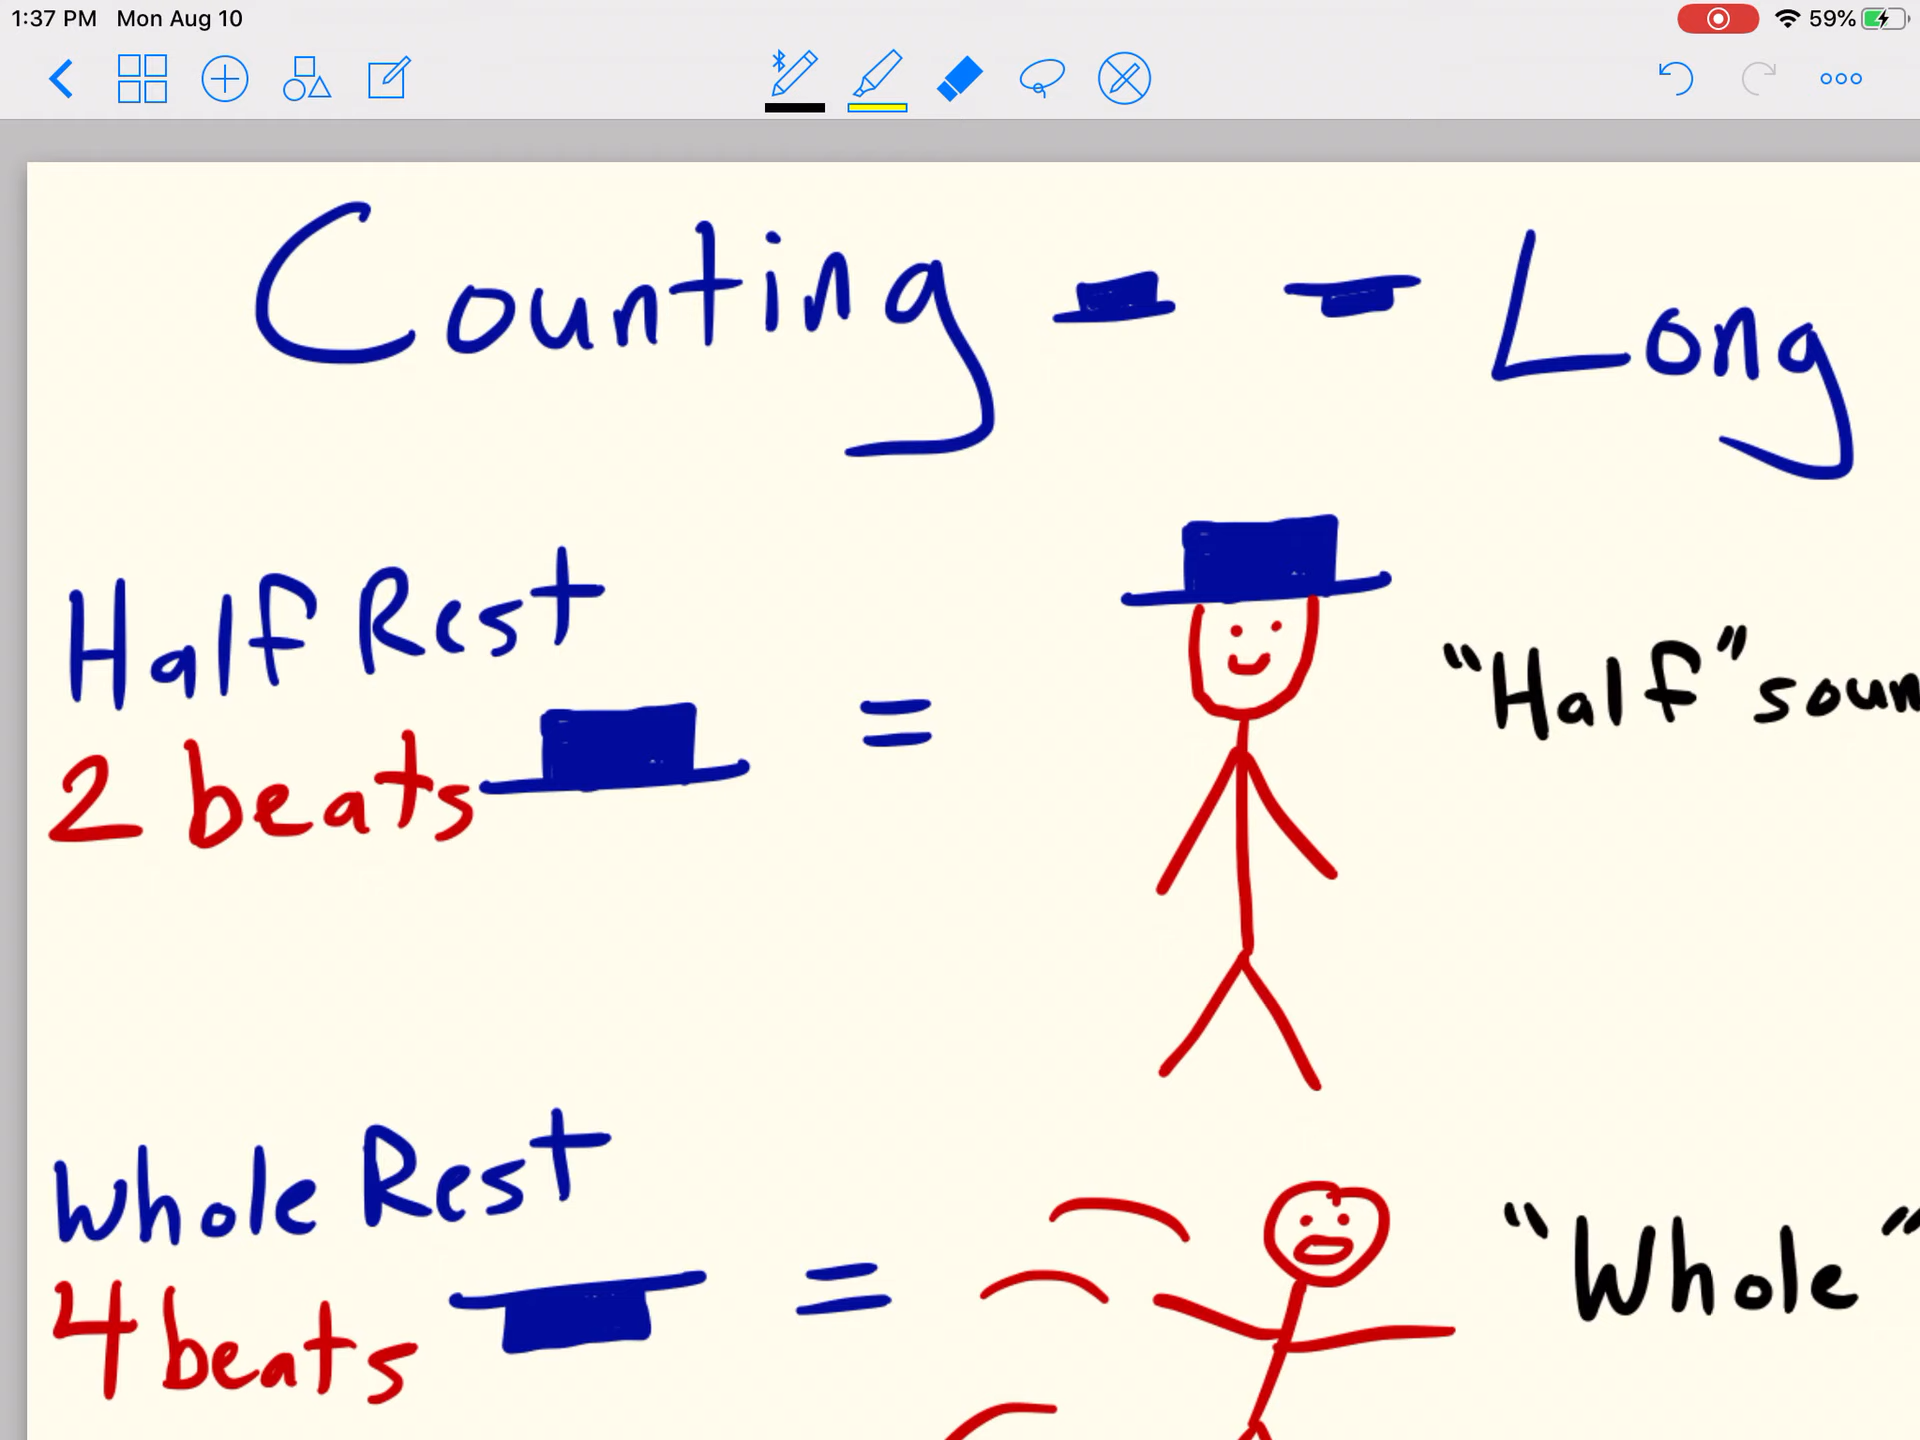 1:37 PM Mon Aug 10
59%
Counting Long
Half Rest
"Half" soun
2 beats =
Whole Rest
"Whole"
4 beats =